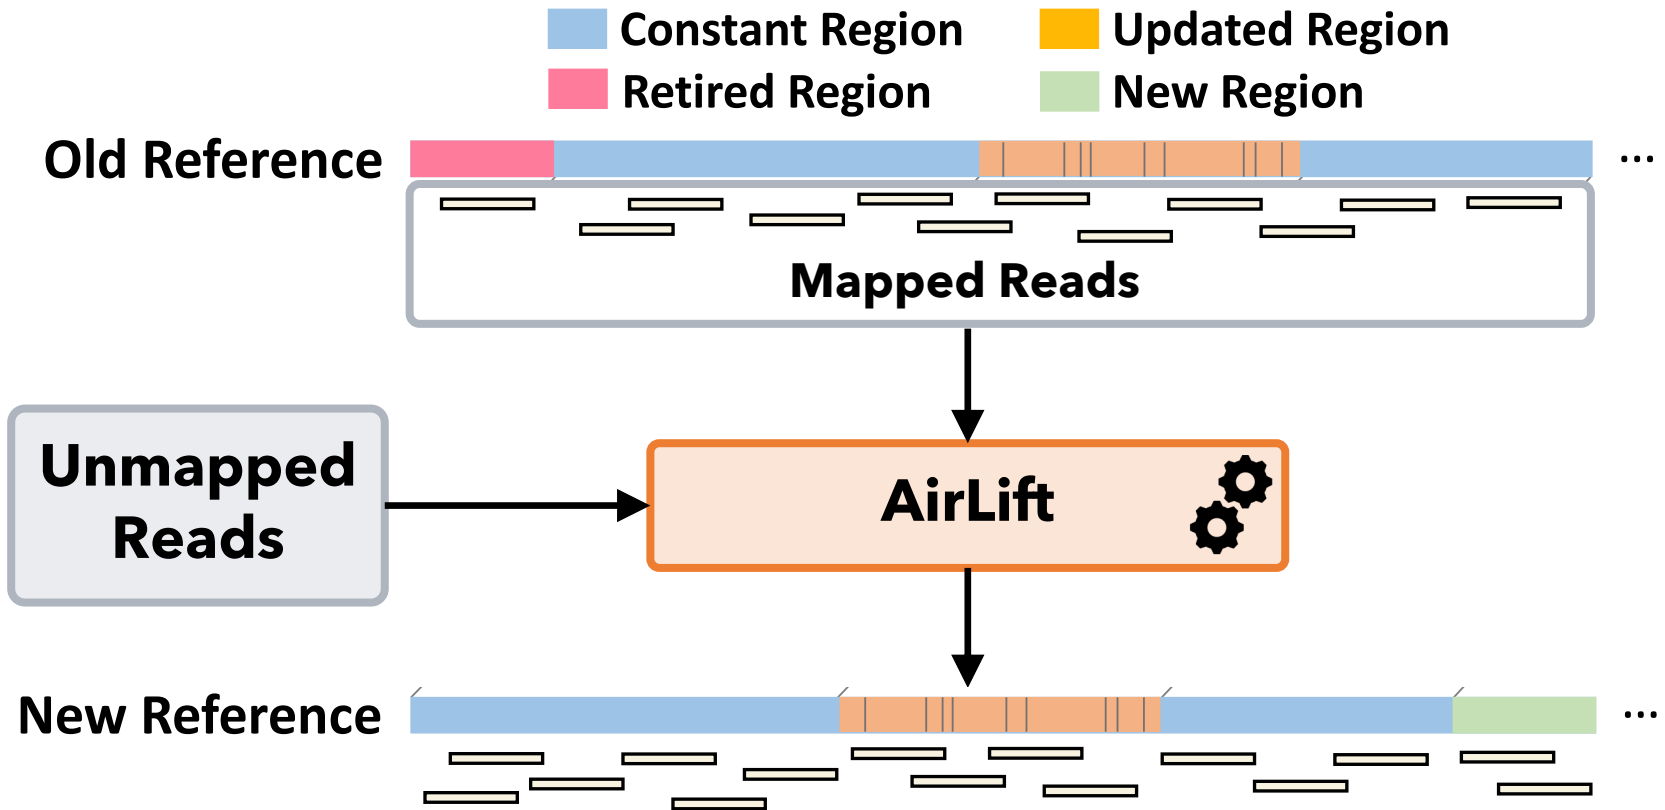 Constant Region
Updated Region
Retired Region
New Region
Old Reference
...
Mapped Reads
Unmapped
Reads
AirLift
New Reference
...